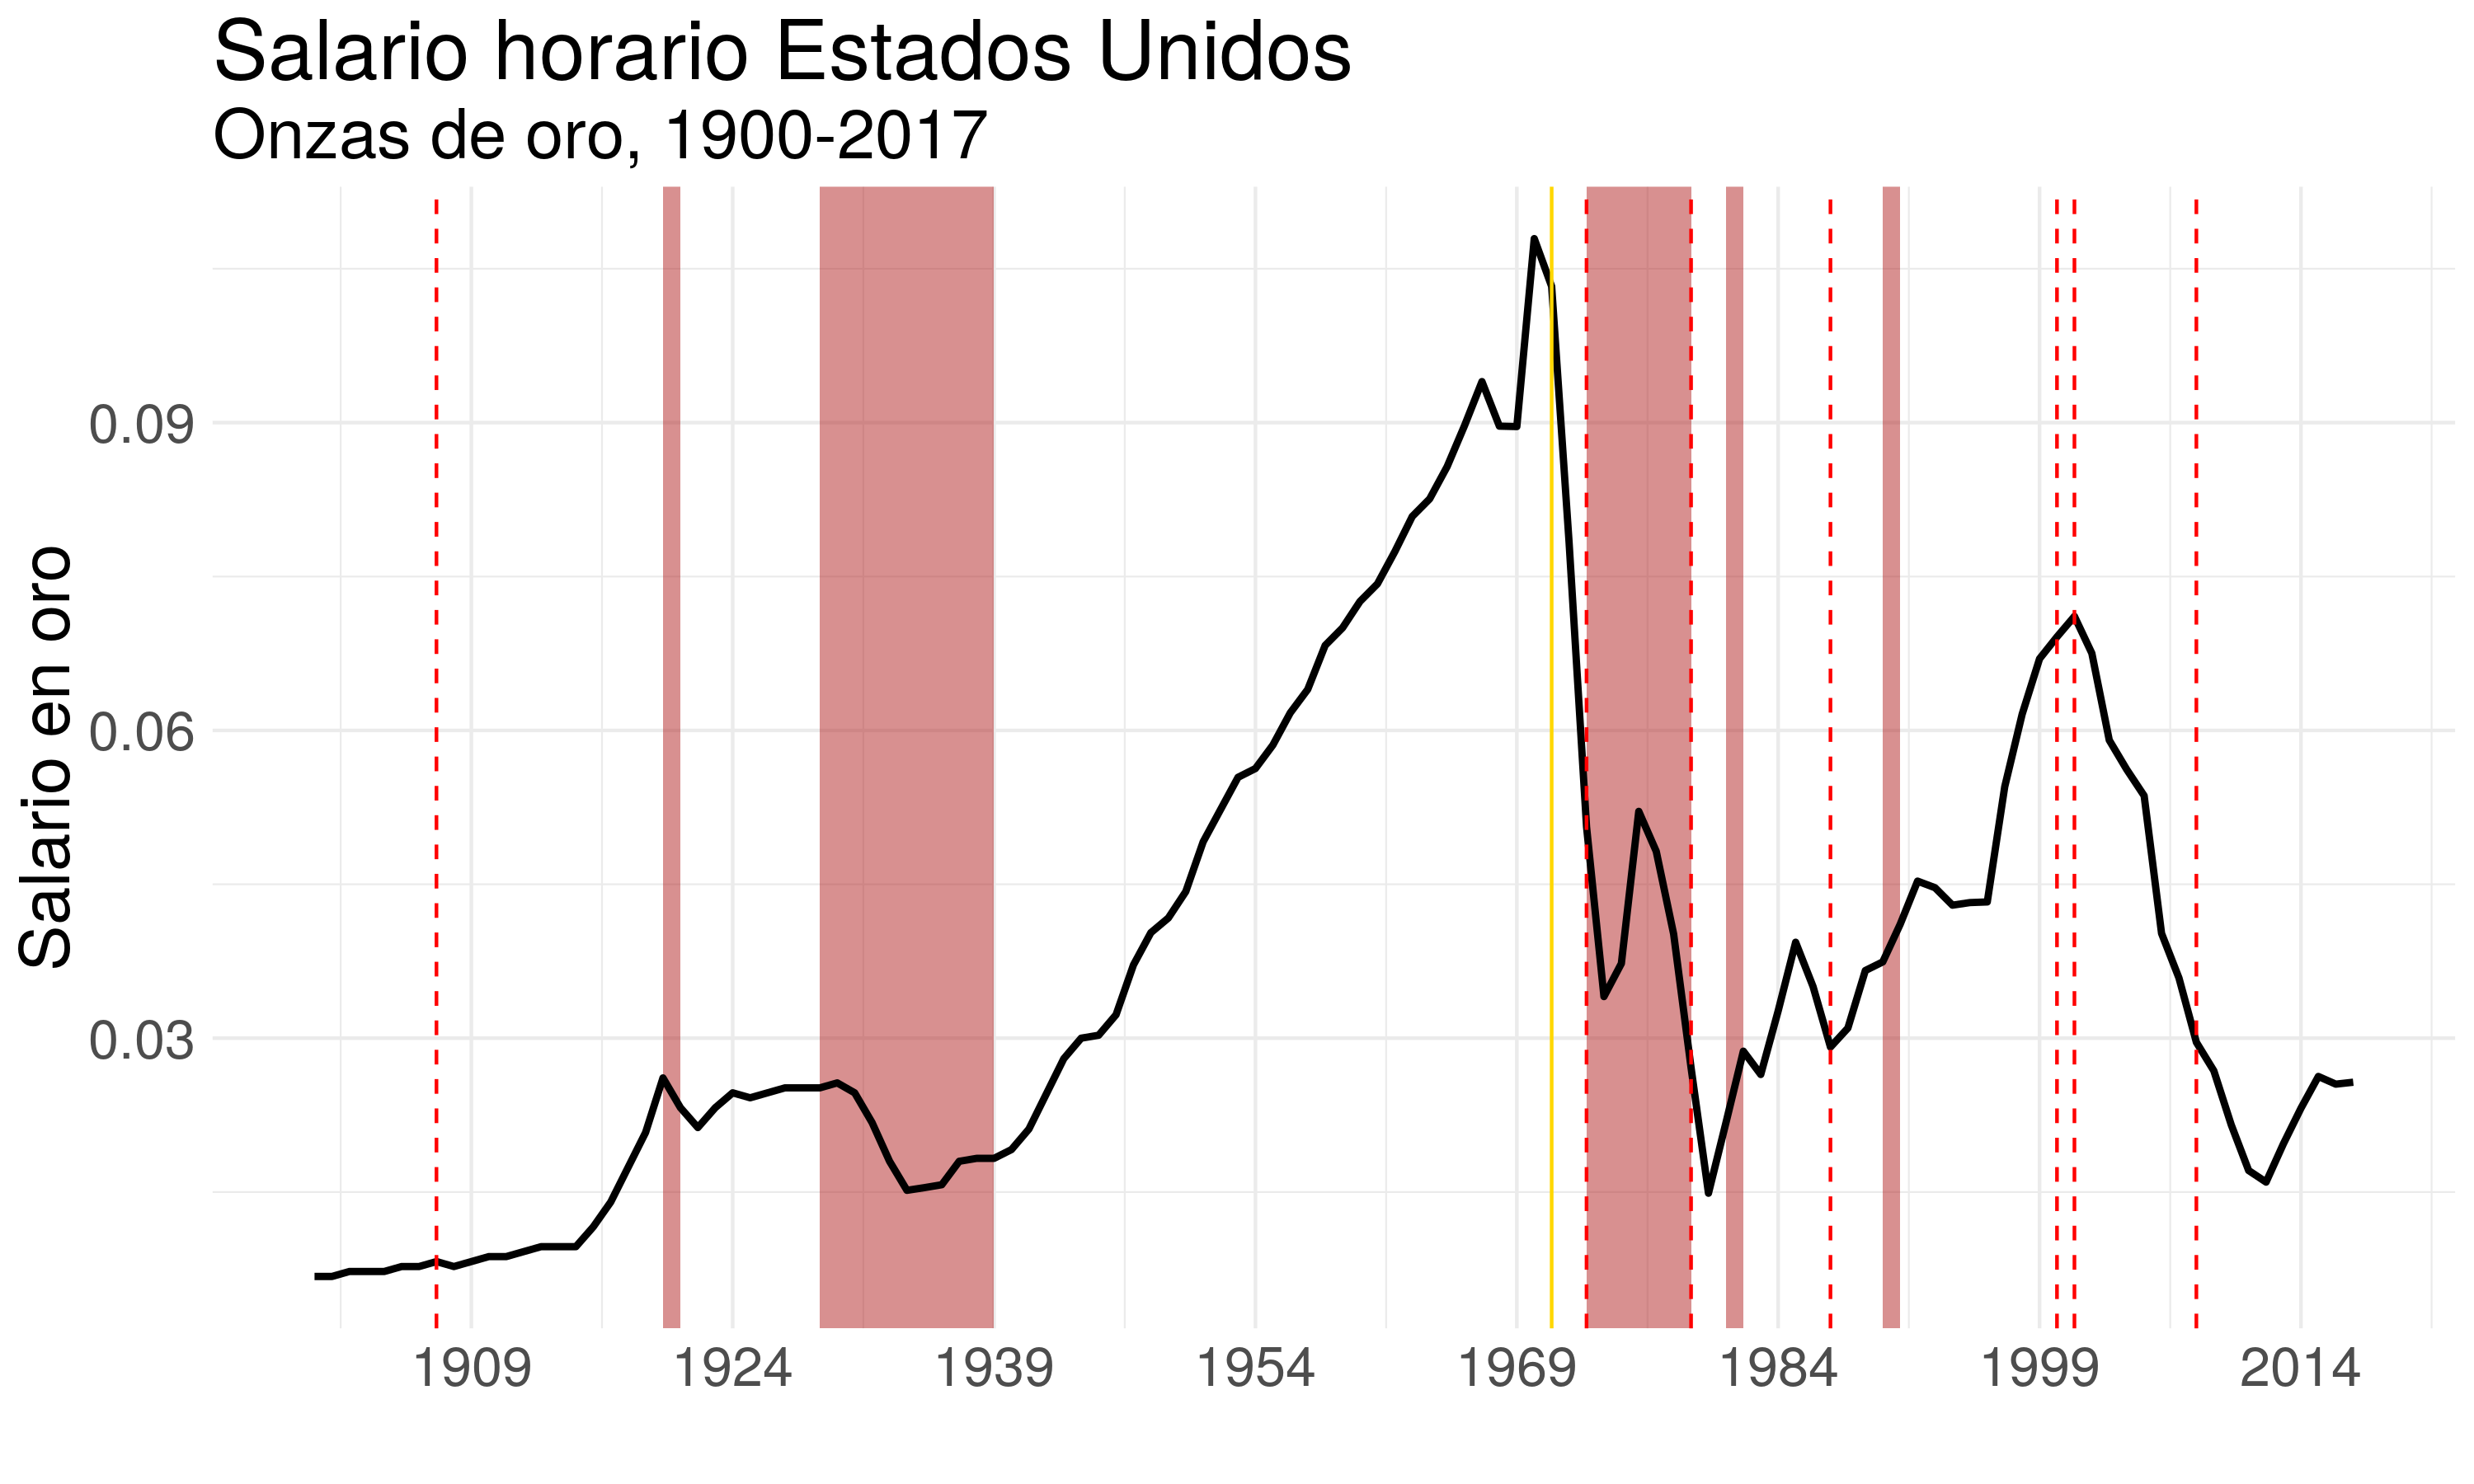 Salario horario Estados Unidos
Onzas de oro, 1900-2017
Salario en oro
0.09
0.06
0.03
1909 1924 1939 1954 1969 1984 1999 2014